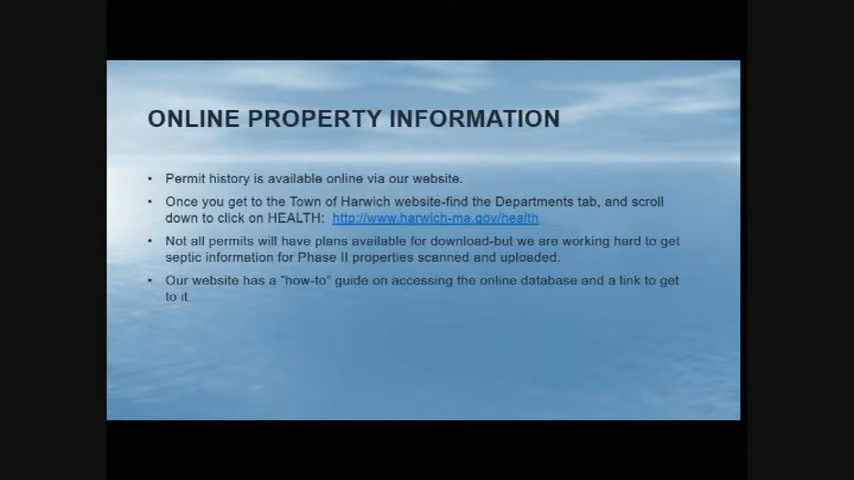 ONLINE PROPERTY INFORMATION
• Permit history is available online via our website.
• Once you get to the Town of Harwich website-find the Departments tab, and scroll
down to click on HEALTH: http://www.harwich-ma.gov/health
• Not all permits will have plans available for download-but we are working hard to get
septic information for Phase II properties scanned and uploaded.
• Our website has a “how-to” guide on accessing the online database and a link to get
to it.